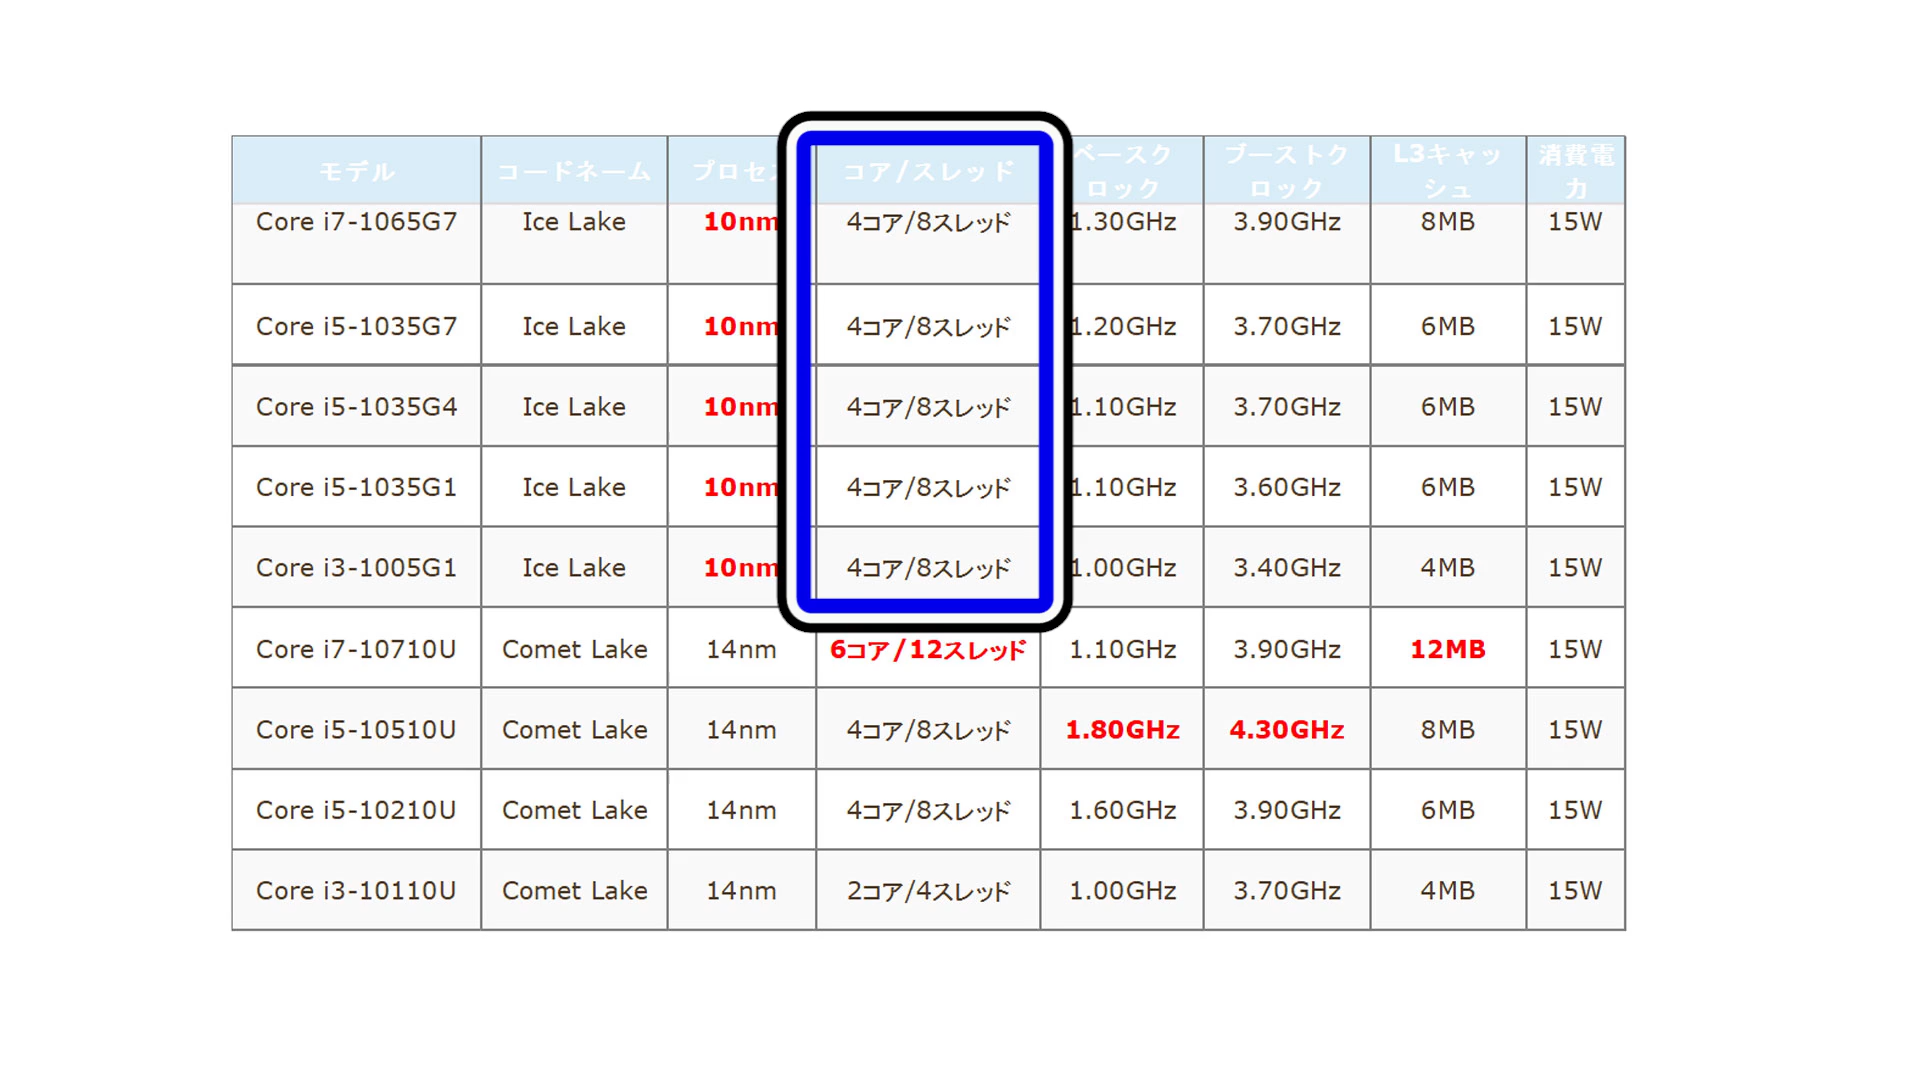 モデル コードネーム プロセ コア/スレッド ベースク ブーストク L3キャッ 消費電
ロック ロック シュ 力
Core i7-1065G7 Ice Lake 10nm 4コア/8スレッド 1.30GHz 3.90GHz 8MB 15W
Core i5-1035G7 Ice Lake 10nm 4コア/8スレッド 1.20GHz 3.70GHz 6MB 15W
Core i5-1035G4 Ice Lake 10nm 4コア/8スレッド 1.10GHz 3.70GHz 6MB 15W
Core i5-1035G1 Ice Lake 10nm 4コア/8スレッド 1.10GHz 3.60GHz 6MB 15W
Core i3-1005G1 Ice Lake 10nm 4コア/8スレッド 1.00GHz 3.40GHz 4MB 15W
Core i7-10710U Comet Lake 14nm 6コア/12スレッド 1.10GHz 3.90GHz 12MB 15W
Core i5-10510U Comet Lake 14nm 4コア/8スレッド 1.80GHz 4.30GHz 8MB 15W
Core i5-10210U Comet Lake 14nm 4コア/8スレッド 1.60GHz 3.90GHz 6MB 15W
Core i3-10110U Comet Lake 14nm 2コア/4スレッド 1.00GHz 3.70GHz 4MB 15W